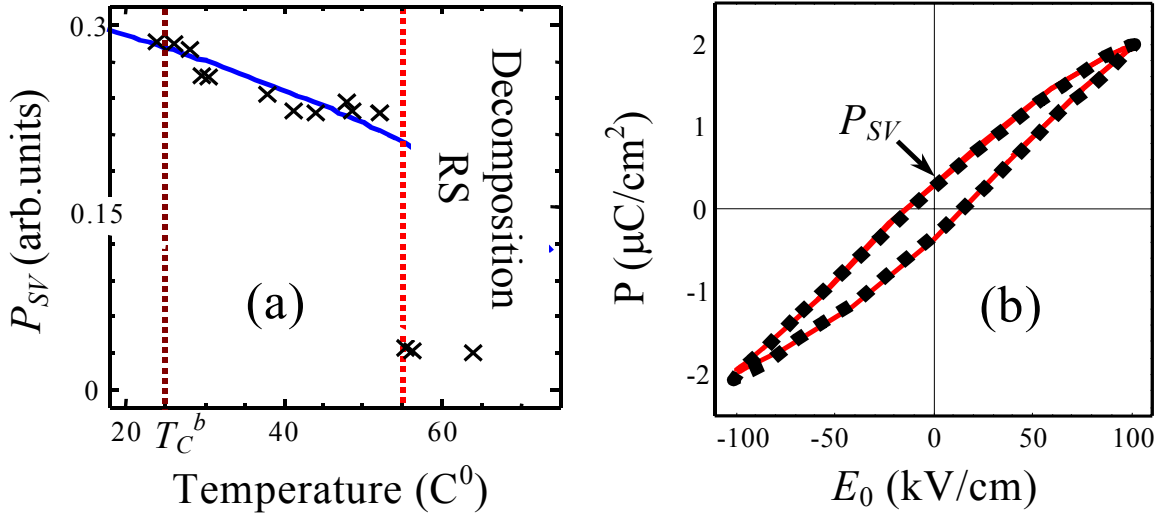 0.3
0.15
0
P_SV (arb.units)
(a)
Decomposition
RS
20
T_C^b
40
60
Temperature (C^0)
2
1
0
-1
-2
P (μC/cm^2)
P_SV
(b)
-100
-50
0
50
100
E_0 (kV/cm)